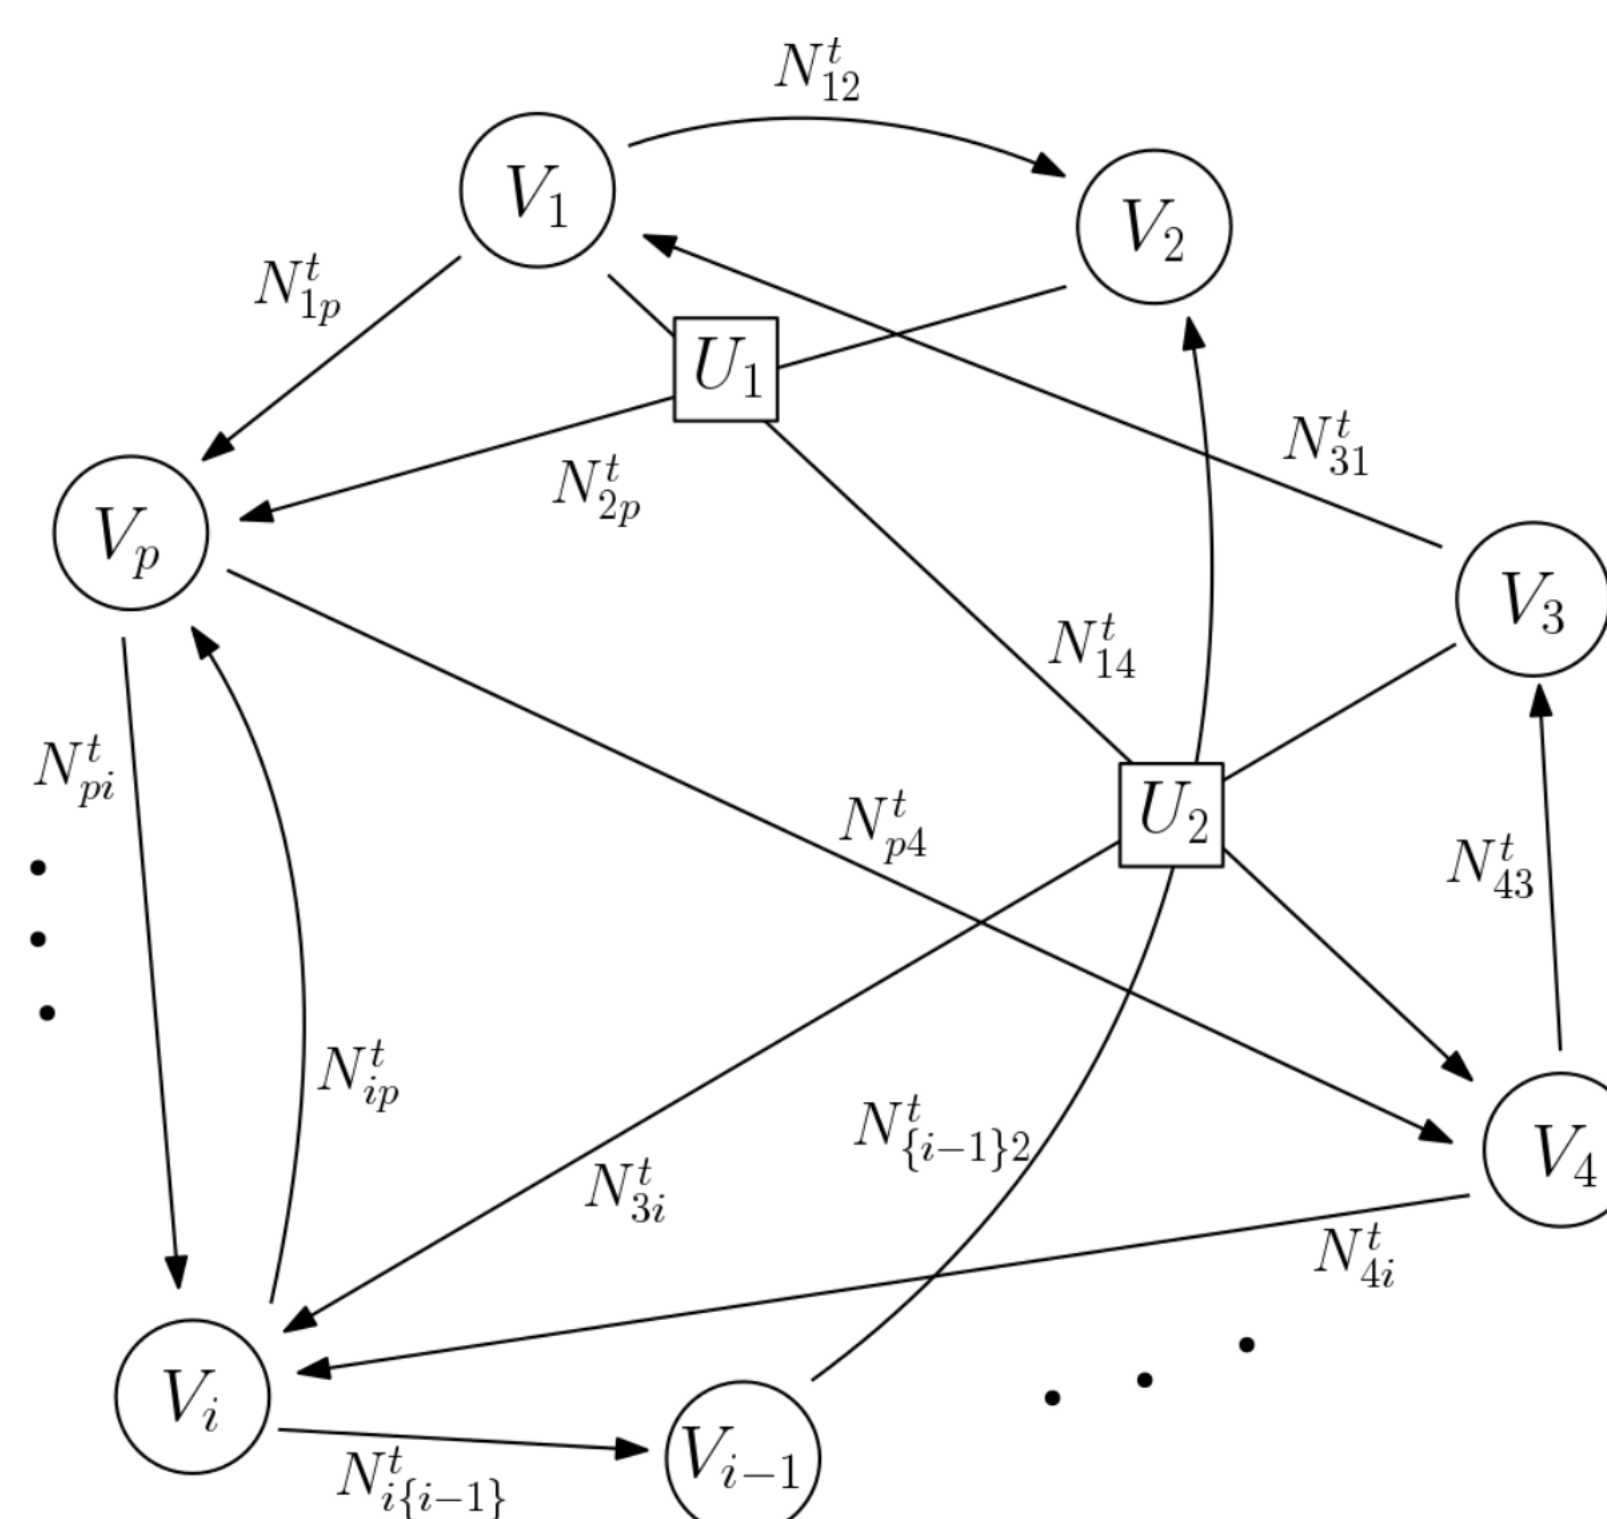 N^t_{12}
V_1
V_2
N^t_{1p}
U_1
N^t_{31}
N^t_{2p}
V_p
V_3
N^t_{14}
N^t_{pi}
U_2
N^t_{p4}
N^t_{43}
N^t_{ip}
N^t_{\{i-1\}2}
V_4
N^t_{3i}
N^t_{4i}
V_i
V_{i-1}
N^t_{i\{i-1\}}